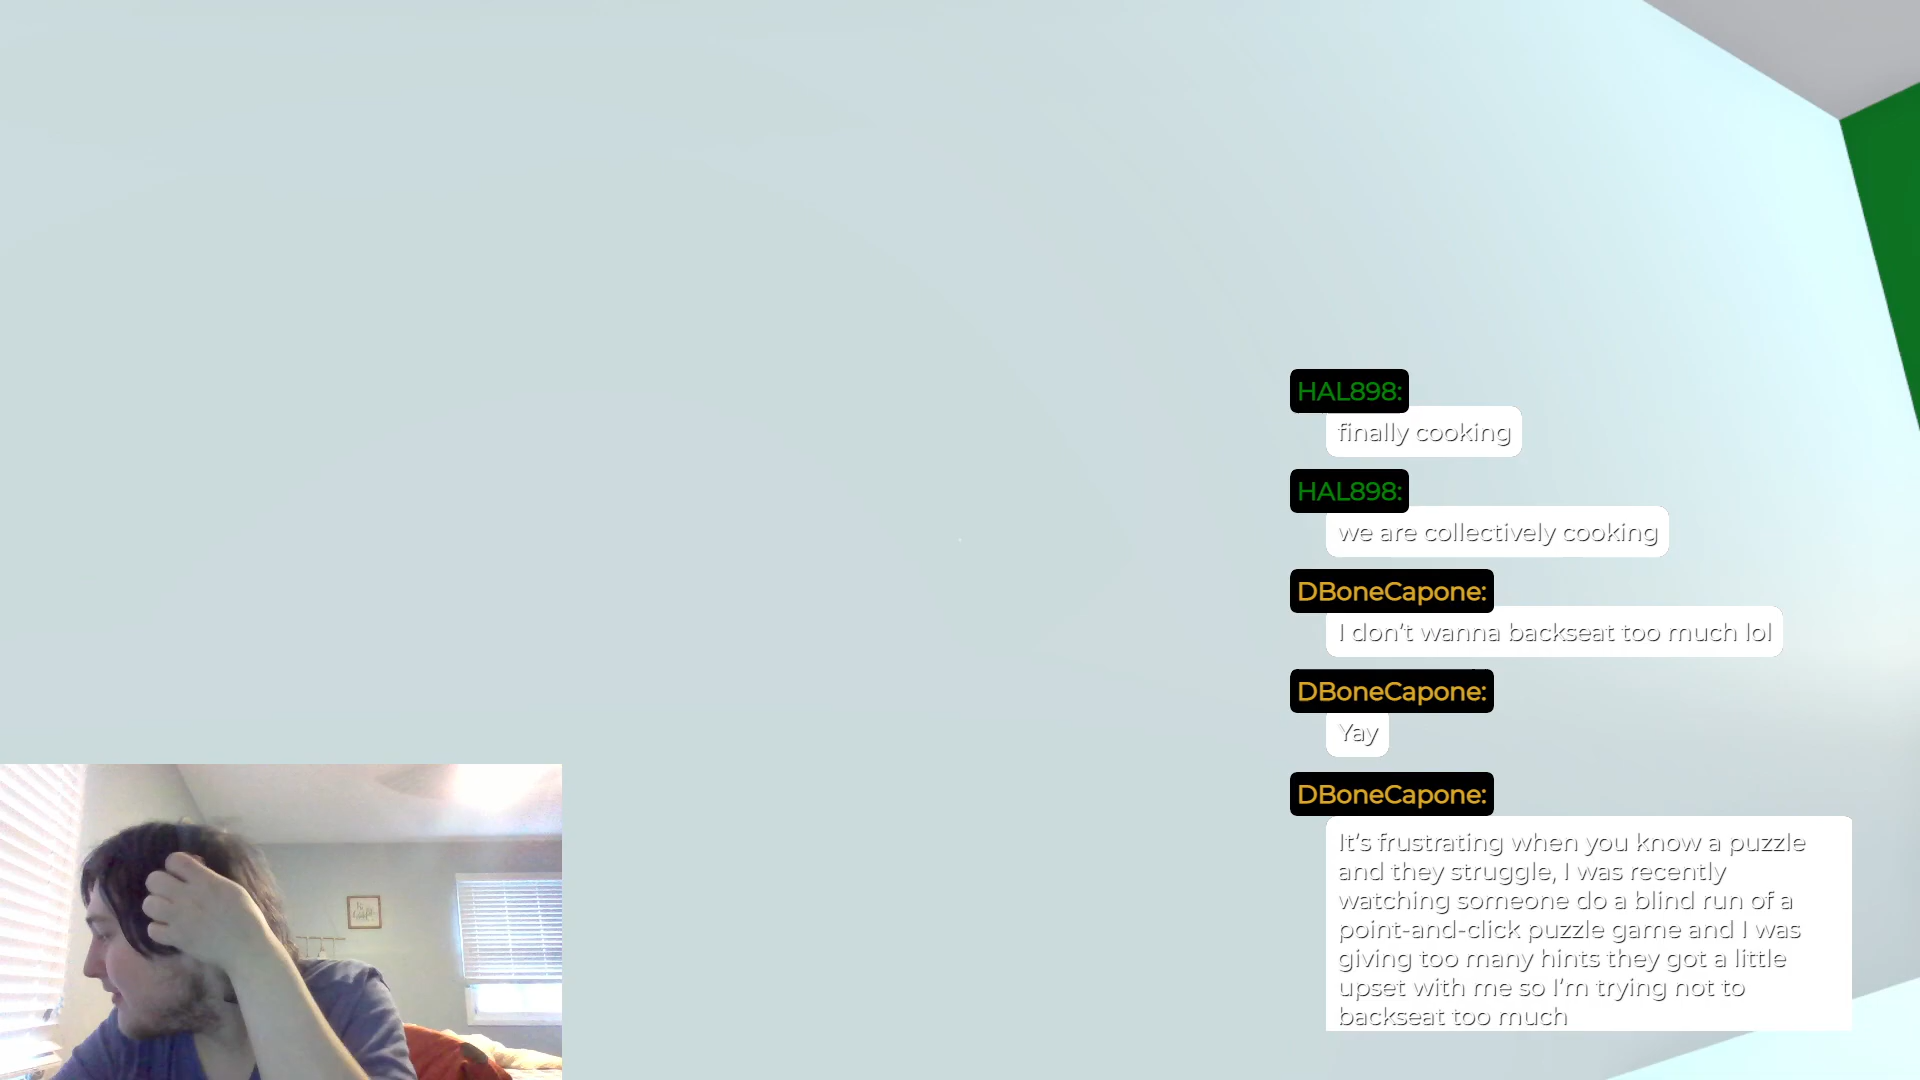 HAL898:
finally cooking
HAL898:
we are collectively cooking
DBoneCapone:
I don't wanna backseat too much lol
DBoneCapone:
Yay
DBoneCapone:
It's frustrating when you know a puzzle
and they struggle, I was recently
watching someone do a blind run of a
point-and-click puzzle game and I was
giving too many hints they got a little
upset with me so I'm trying not to
backseat too much